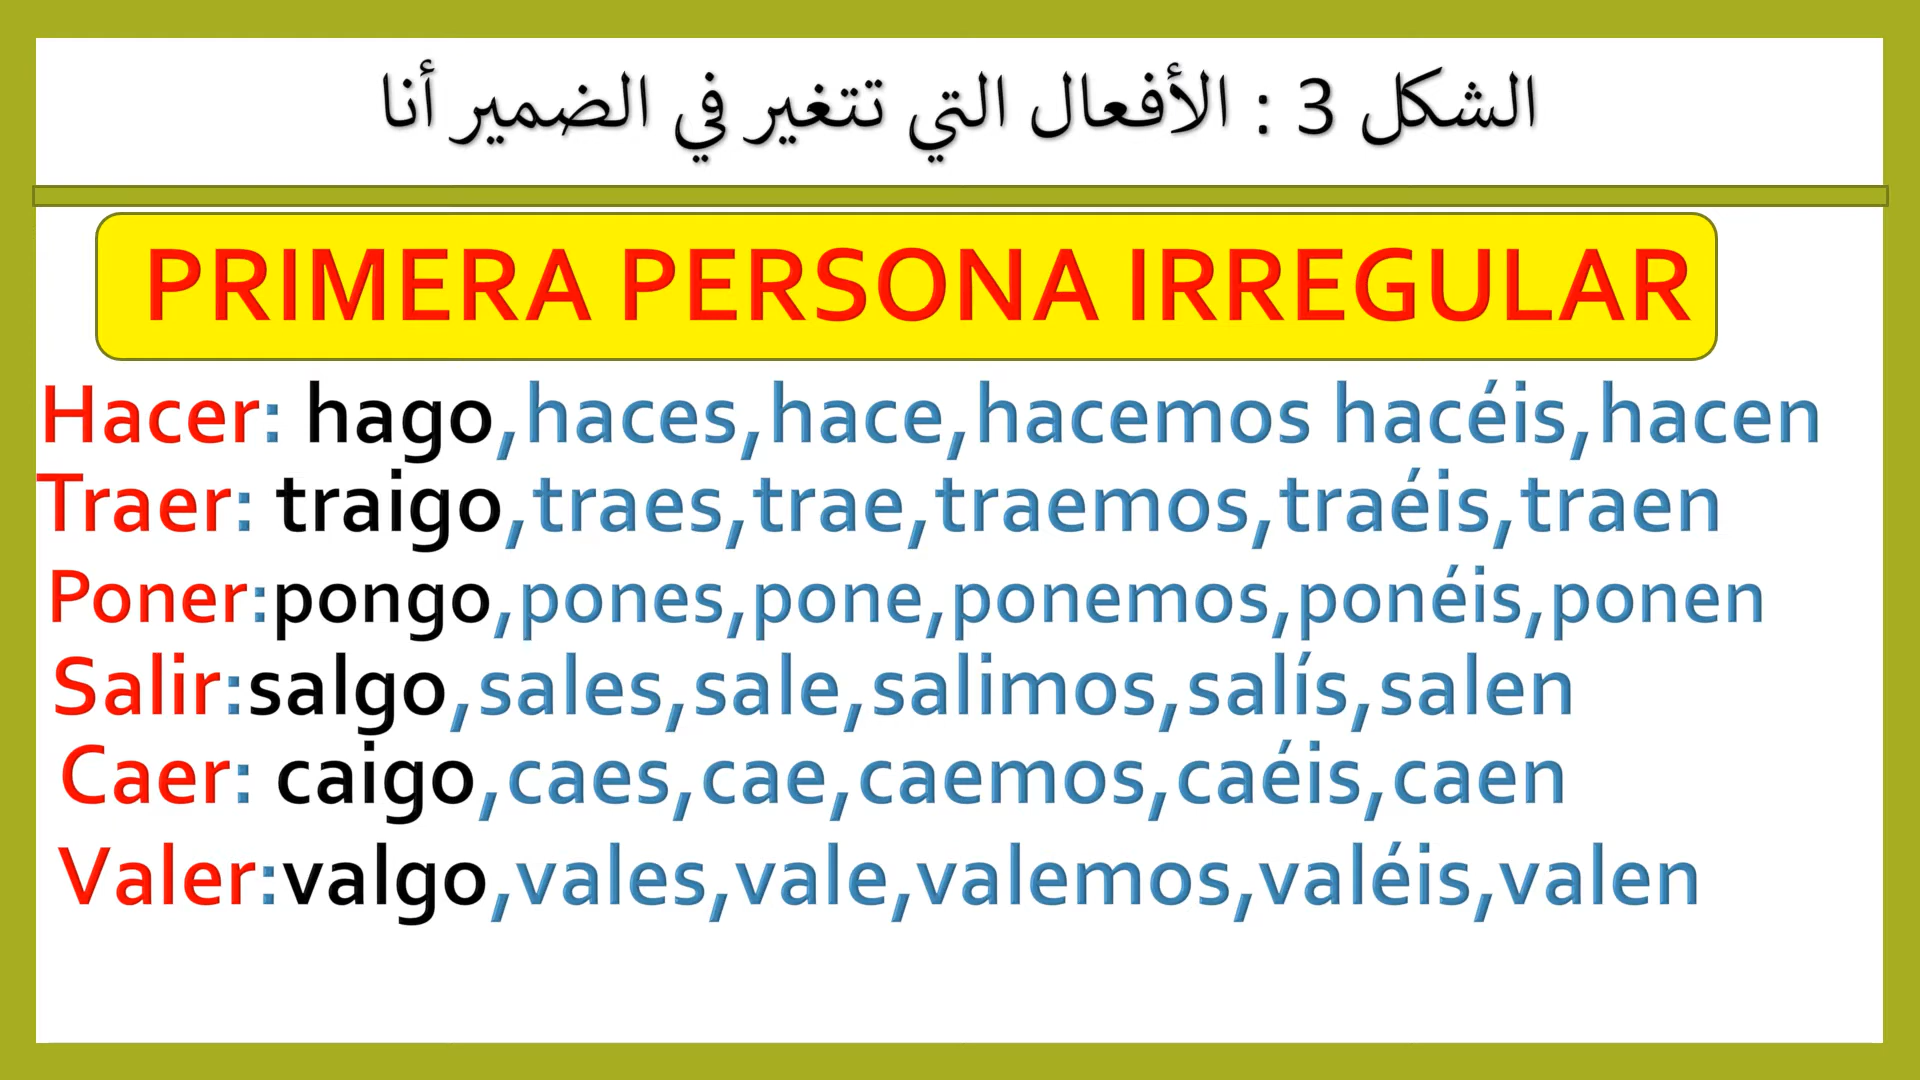 الشكل 3 : الأفعال التي تتغير في الضمير أنا
PRIMERA PERSONA IRREGULAR
Hacer: hago,haces,hace,hacemos hacéis,hacen
Traer: traigo,traes,trae,traemos,traéis,traen
Poner:pongo,pones,pone,ponemos,ponéis,ponen
Salir:salgo,sales,sale,salimos,salís,salen
Caer: caigo,caes,cae,caemos,caéis,caen
Valer:valgo,vales,vale,valemos,valéis,valen